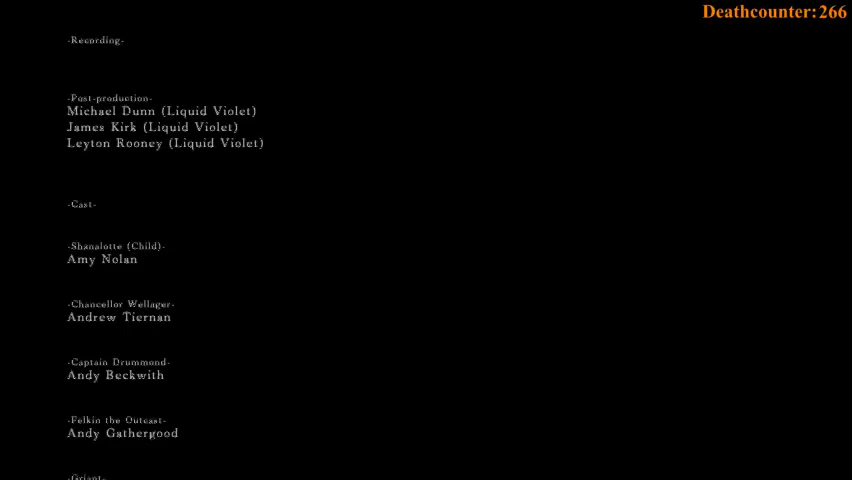 Deathcounter: 266
-Recording-
-Post-production-
Michael Dunn (Liquid Violet)
James Kirk (Liquid Violet)
Leyton Rooney (Liquid Violet)
-Cast-
-Shanalotte (Child)-
Amy Nolan
-Chancellor Wellager-
Andrew Tiernan
-Captain Drummond-
Andy Beckwith
-Felkin the Outcast-
Andy Gathergood